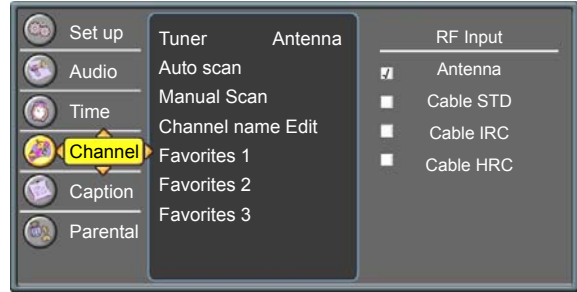 Set up
Audio
Time
Channel
Caption
Parental
Tuner Antenna
Auto scan
Manual Scan
Channel name Edit
Favorites 1
Favorites 2
Favorites 3
RF Input
Antenna
Cable STD
Cable IRC
Cable HRC